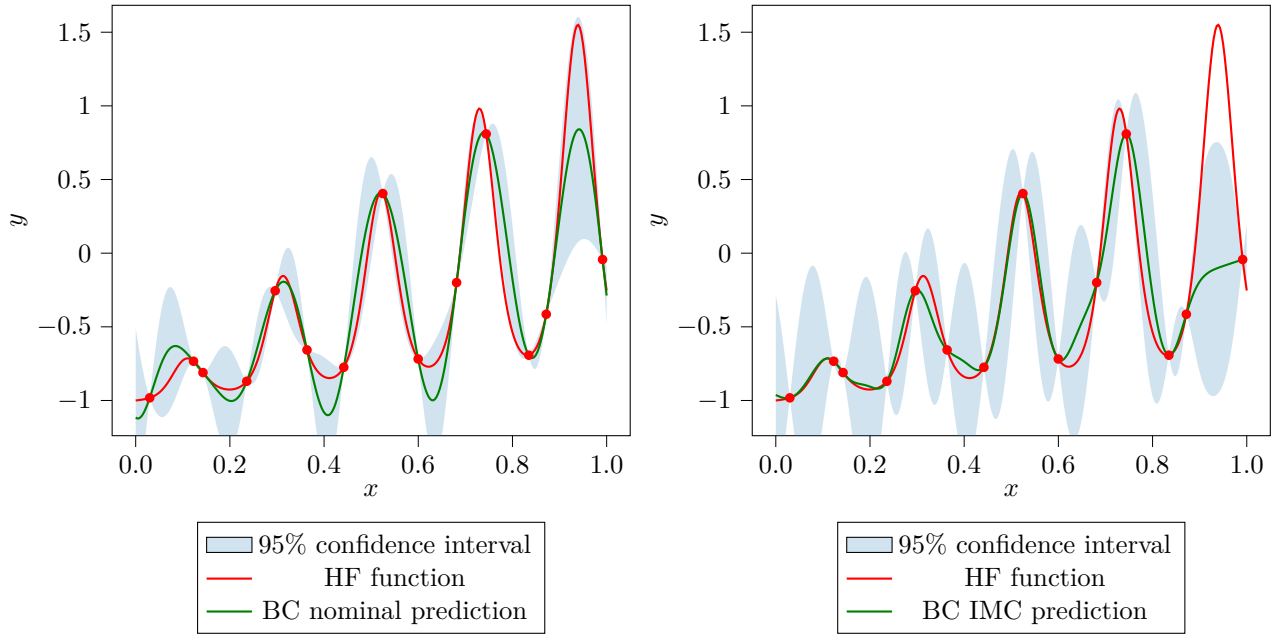 1.5
1
0.5
0
−0.5
−1
y
0.0 0.2 0.4 0.6 0.8 1.0
x
95% confidence interval
HF function
BC nominal prediction
1.5
1
0.5
0
−0.5
−1
y
0.0 0.2 0.4 0.6 0.8 1.0
x
95% confidence interval
HF function
BC IMC prediction